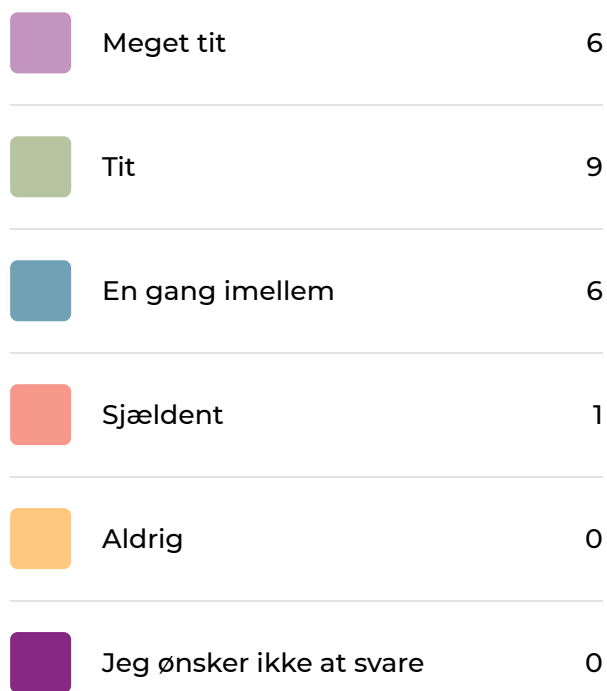 Meget tit 6
Tit 9
En gang imellem 6
Sjældent 1
Aldrig 0
Jeg ønsker ikke at svare 0